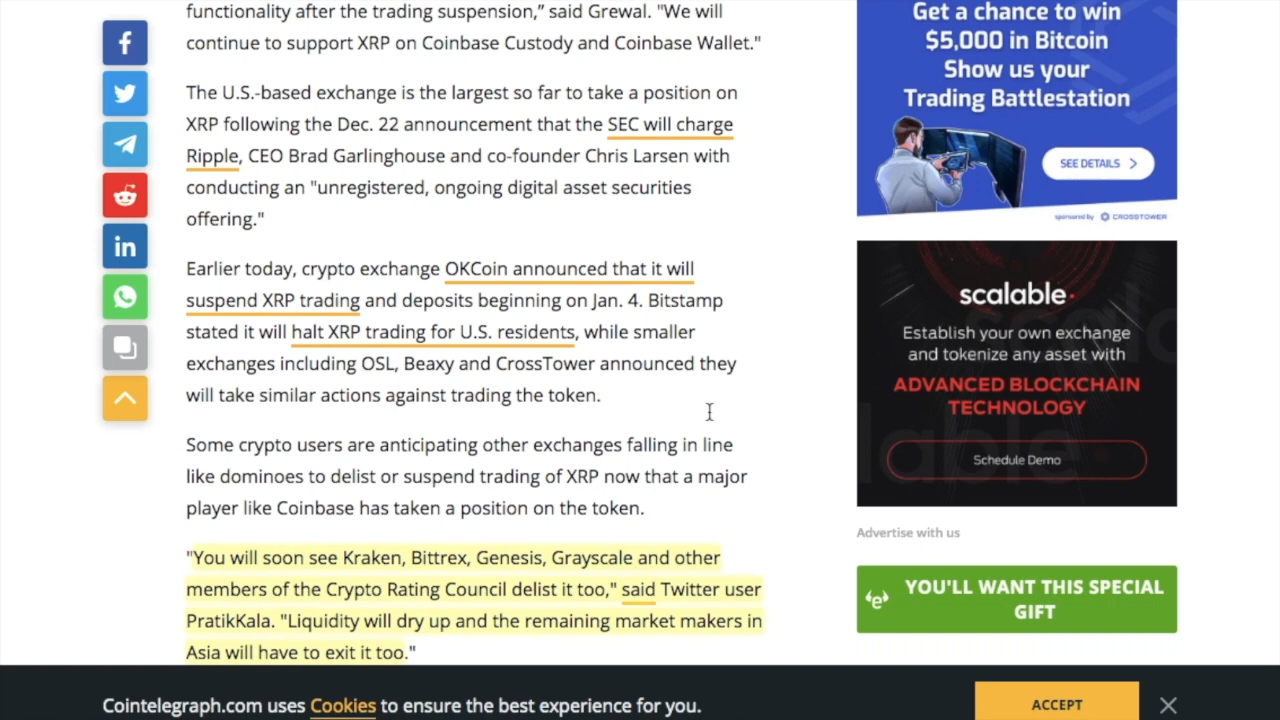 functionality after the trading suspension,” said Grewal. "We will
continue to support XRP on Coinbase Custody and Coinbase Wallet."
The U.S.-based exchange is the largest so far to take a position on
XRP following the Dec. 22 announcement that the SEC will charge
Ripple, CEO Brad Garlinghouse and co-founder Chris Larsen with
conducting an "unregistered, ongoing digital asset securities
offering."
Earlier today, crypto exchange OKCoin announced that it will
suspend XRP trading and deposits beginning on Jan. 4. Bitstamp
stated it will halt XRP trading for U.S. residents, while smaller
exchanges including OSL, Beaxy and CrossTower announced they
will take similar actions against trading the token.
Some crypto users are anticipating other exchanges falling in line
like dominoes to delist or suspend trading of XRP now that a major
player like Coinbase has taken a position on the token.
"You will soon see Kraken, Bittrex, Genesis, Grayscale and other
members of the Crypto Rating Council delist it too," said Twitter user
PratikKala. "Liquidity will dry up and the remaining market makers in
Asia will have to exit it too."
Get a chance to win
$5,000 in Bitcoin
Show us your
Trading Battlestation
SEE DETAILS
sponsored by CROSSTOWER
scalable
Establish your own exchange
and tokenize any asset with
ADVANCED BLOCKCHAIN
TECHNOLOGY
Schedule Demo
Advertise with us
YOU'LL WANT THIS SPECIAL
GIFT
Cointelegraph.com uses Cookies to ensure the best experience for you.
ACCEPT